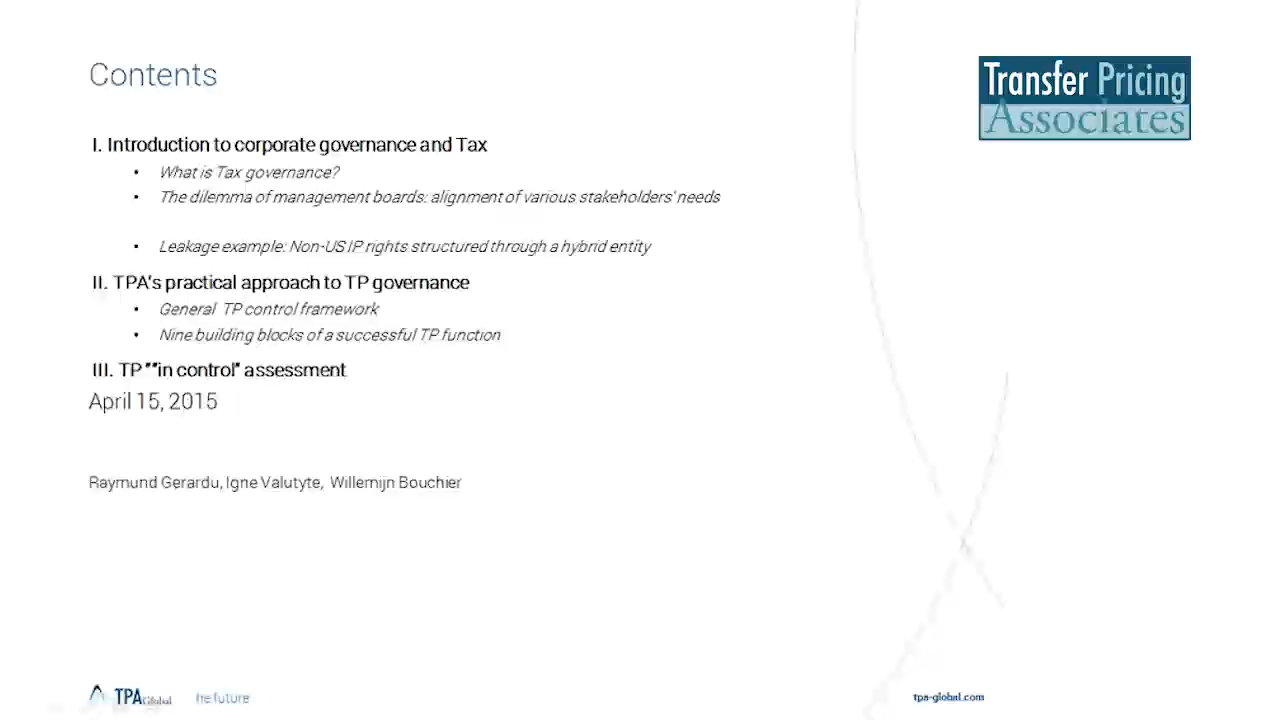 Contents
Transfer Pricing
Associates
I. Introduction to corporate governance and Tax
• What is Tax governance?
• The dilemma of management boards: alignment of various stakeholders' needs
• Leakage example: Non-US IP rights structured through a hybrid entity
II. TPA's practical approach to TP governance
• General TP control framework
• Nine building blocks of a successful TP function
III. TP ""in control" assessment
April 15, 2015
Raymund Gerardu, Igne Valutyte, Willemijn Bouchier
TPA Global
he future
tpa-global.com